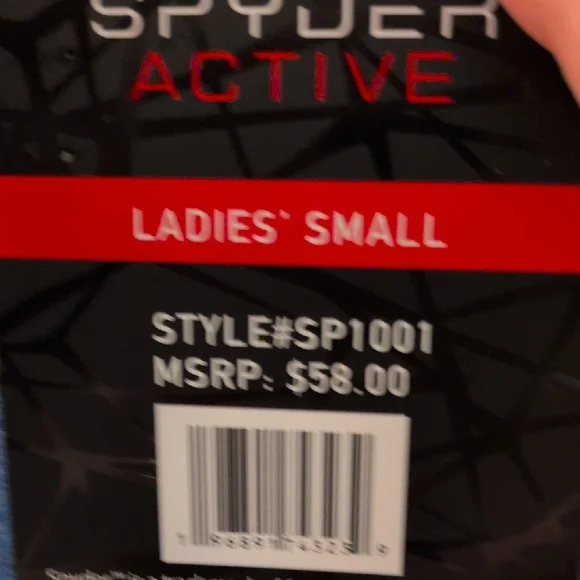 SPYDER
ACTIVE
LADIES' SMALL
STYLE#SP1001
MSRP: $58.00